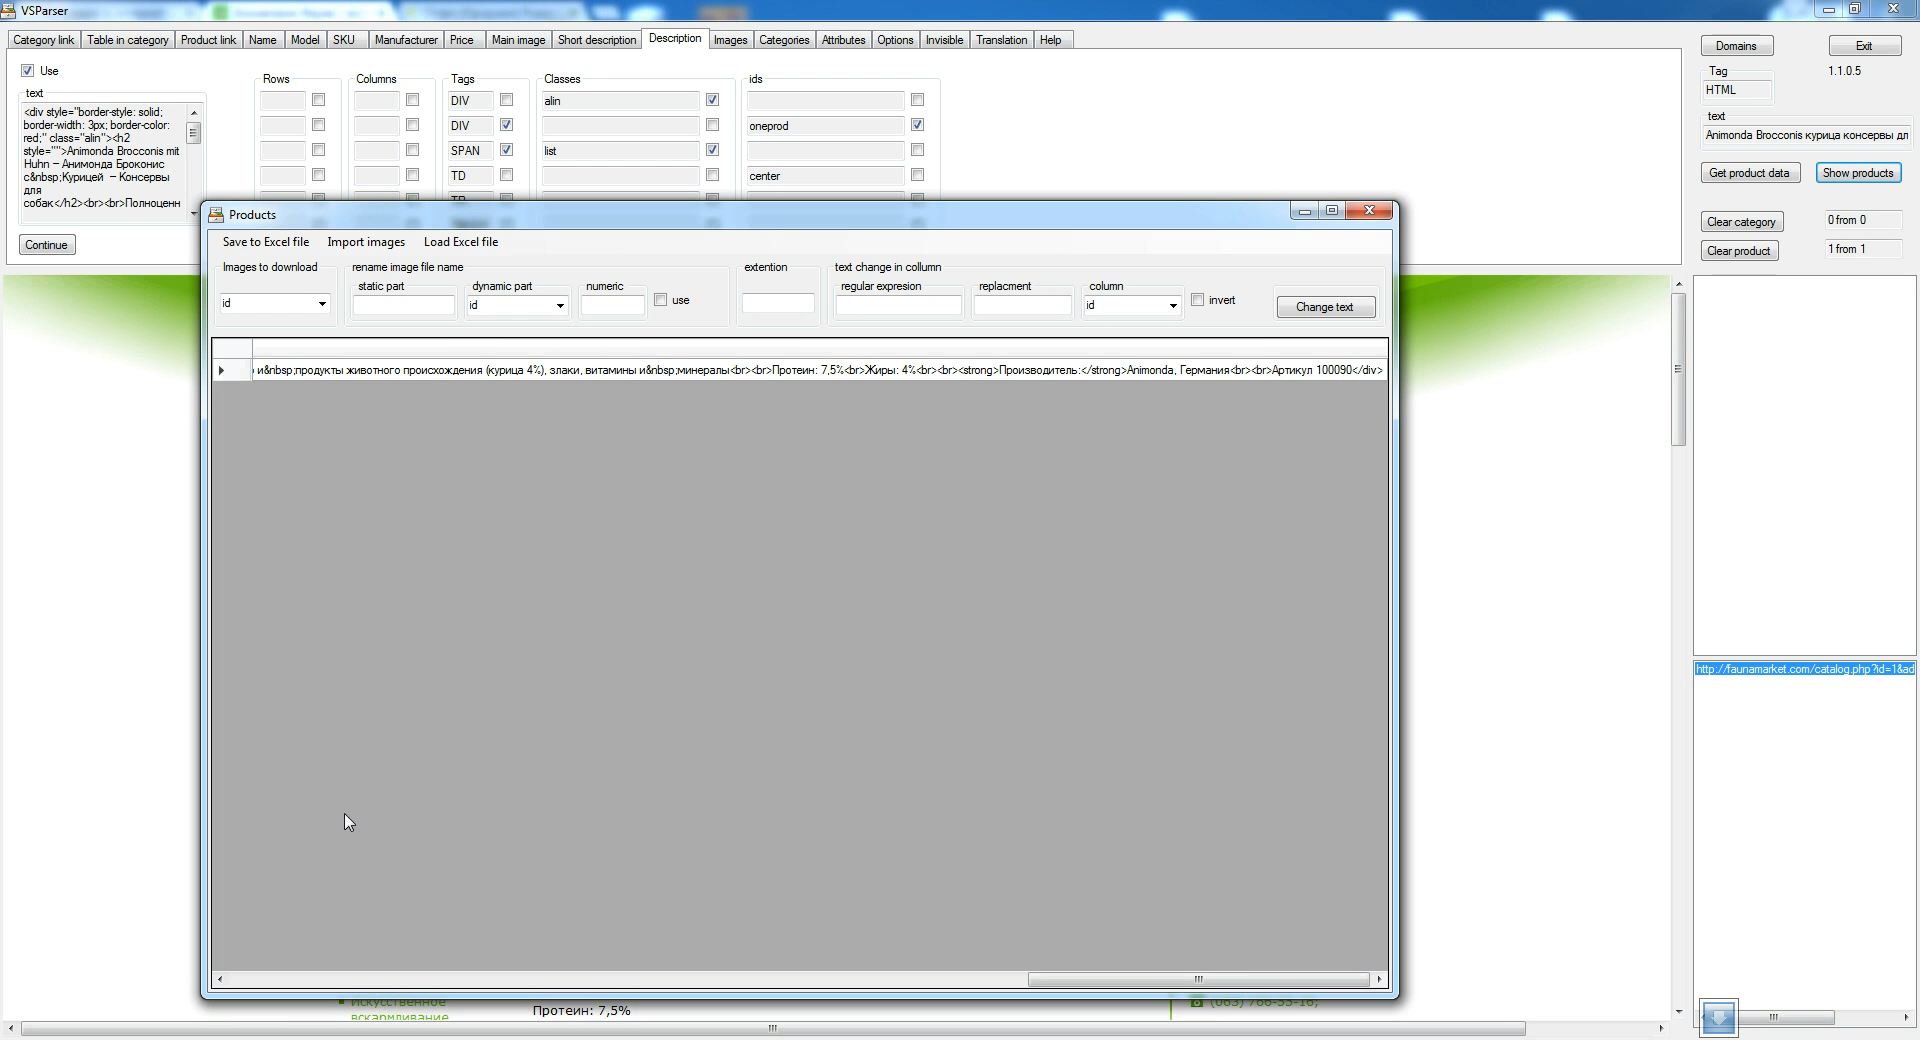 VSParser
Category link Table in category Product link Name Model SKU Manufacturer Price Main image Short description Description Images Categories Attributes Options Invisible Translation Help
Domains Exit
Use
Rows Columns Tags Classes ids
Tag 1.1.0.5
HTML
text
<div style="border-style: solid;
border-width: 3px; border-color:
red;" class="alin"><h2
style="">Animonda Brocconis mit
Huhn – Анимонда Броконис
с&nbsp;Курицей – Консервы
для
собак</h2><br><br>Полноценн
DIV alin
DIV oneprod
SPAN list
TD center
text
Animonda Brocconis курица консервы дл
Get product data Show products
Continue
Clear category 0 from 0
Clear product 1 from 1
Products
Save to Excel file Import images Load Excel file
Images to download rename image file name extention text change in collumn
static part dynamic part numeric regular expresion replacment column
id id use id invert Change text
и&nbsp;продукты животного происхождения (курица 4%), злаки, витамины и&nbsp;минералы<br><br>Протеин: 7,5%<br>Жиры: 4%<br><br><strong>Производитель:</strong>Animonda, Германия<br><br>Артикул 100090</div>
http://faunamarket.com/catalog.php?id=1&ad
Искусственное
вскармливание
Протеин: 7,5%
(063) 766-55-16;